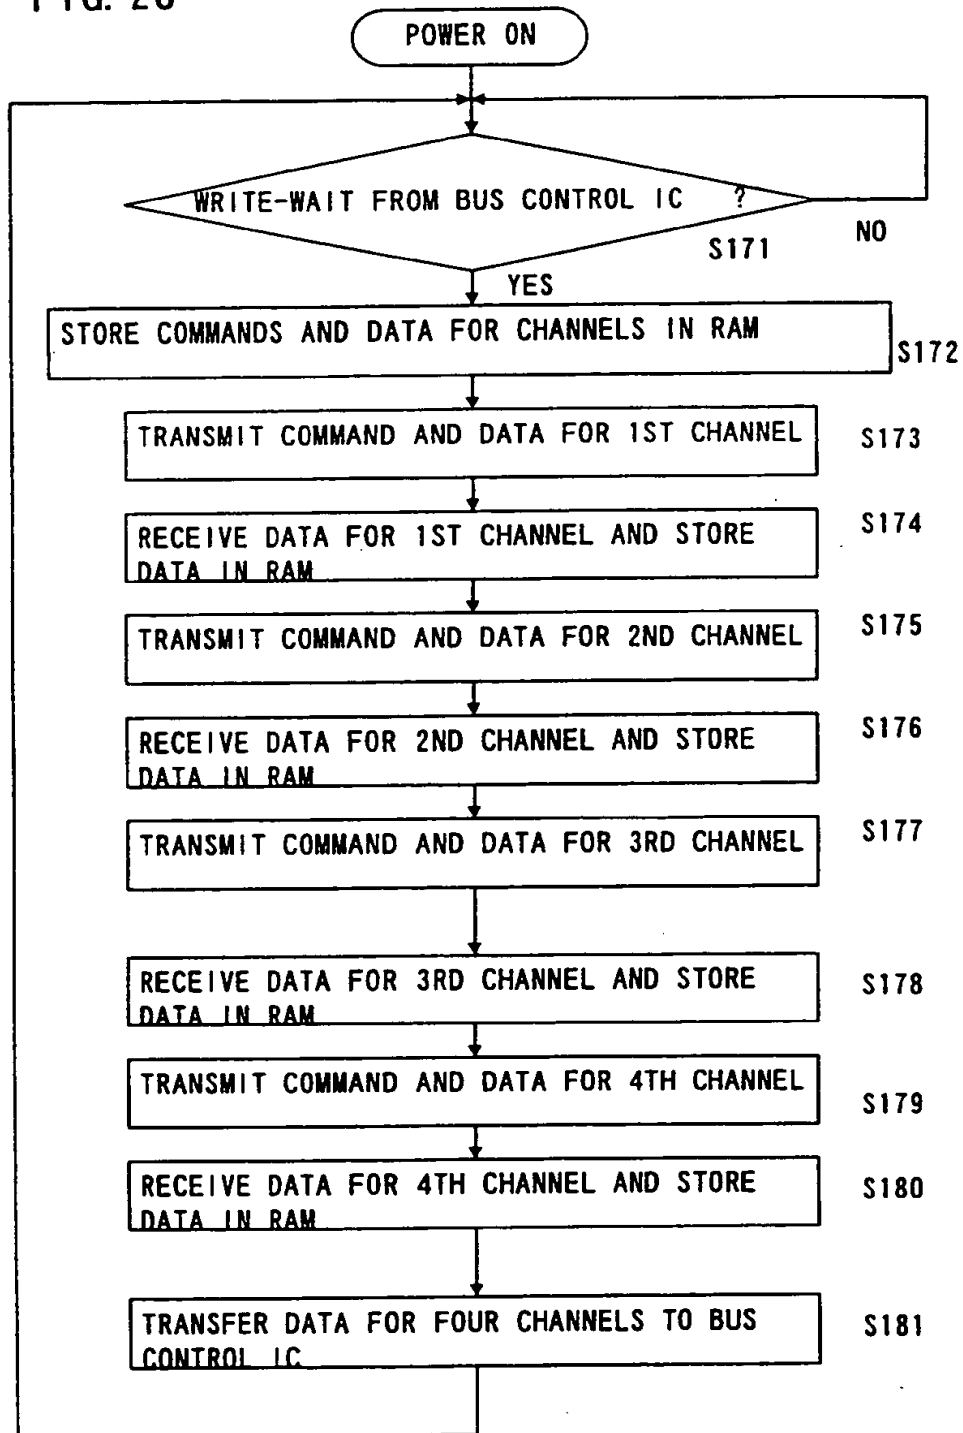 POWER ON
WRITE-WAIT FROM BUS CONTROL IC ?
S171
NO
YES
STORE COMMANDS AND DATA FOR CHANNELS IN RAM
S172
TRANSMIT COMMAND AND DATA FOR 1ST CHANNEL
S173
RECEIVE DATA FOR 1ST CHANNEL AND STORE
DATA IN RAM
S174
TRANSMIT COMMAND AND DATA FOR 2ND CHANNEL
S175
RECEIVE DATA FOR 2ND CHANNEL AND STORE
DATA IN RAM
S176
TRANSMIT COMMAND AND DATA FOR 3RD CHANNEL
S177
RECEIVE DATA FOR 3RD CHANNEL AND STORE
DATA IN RAM
S178
TRANSMIT COMMAND AND DATA FOR 4TH CHANNEL
S179
RECEIVE DATA FOR 4TH CHANNEL AND STORE
DATA IN RAM
S180
TRANSFER DATA FOR FOUR CHANNELS TO BUS
CONTROL IC
S181